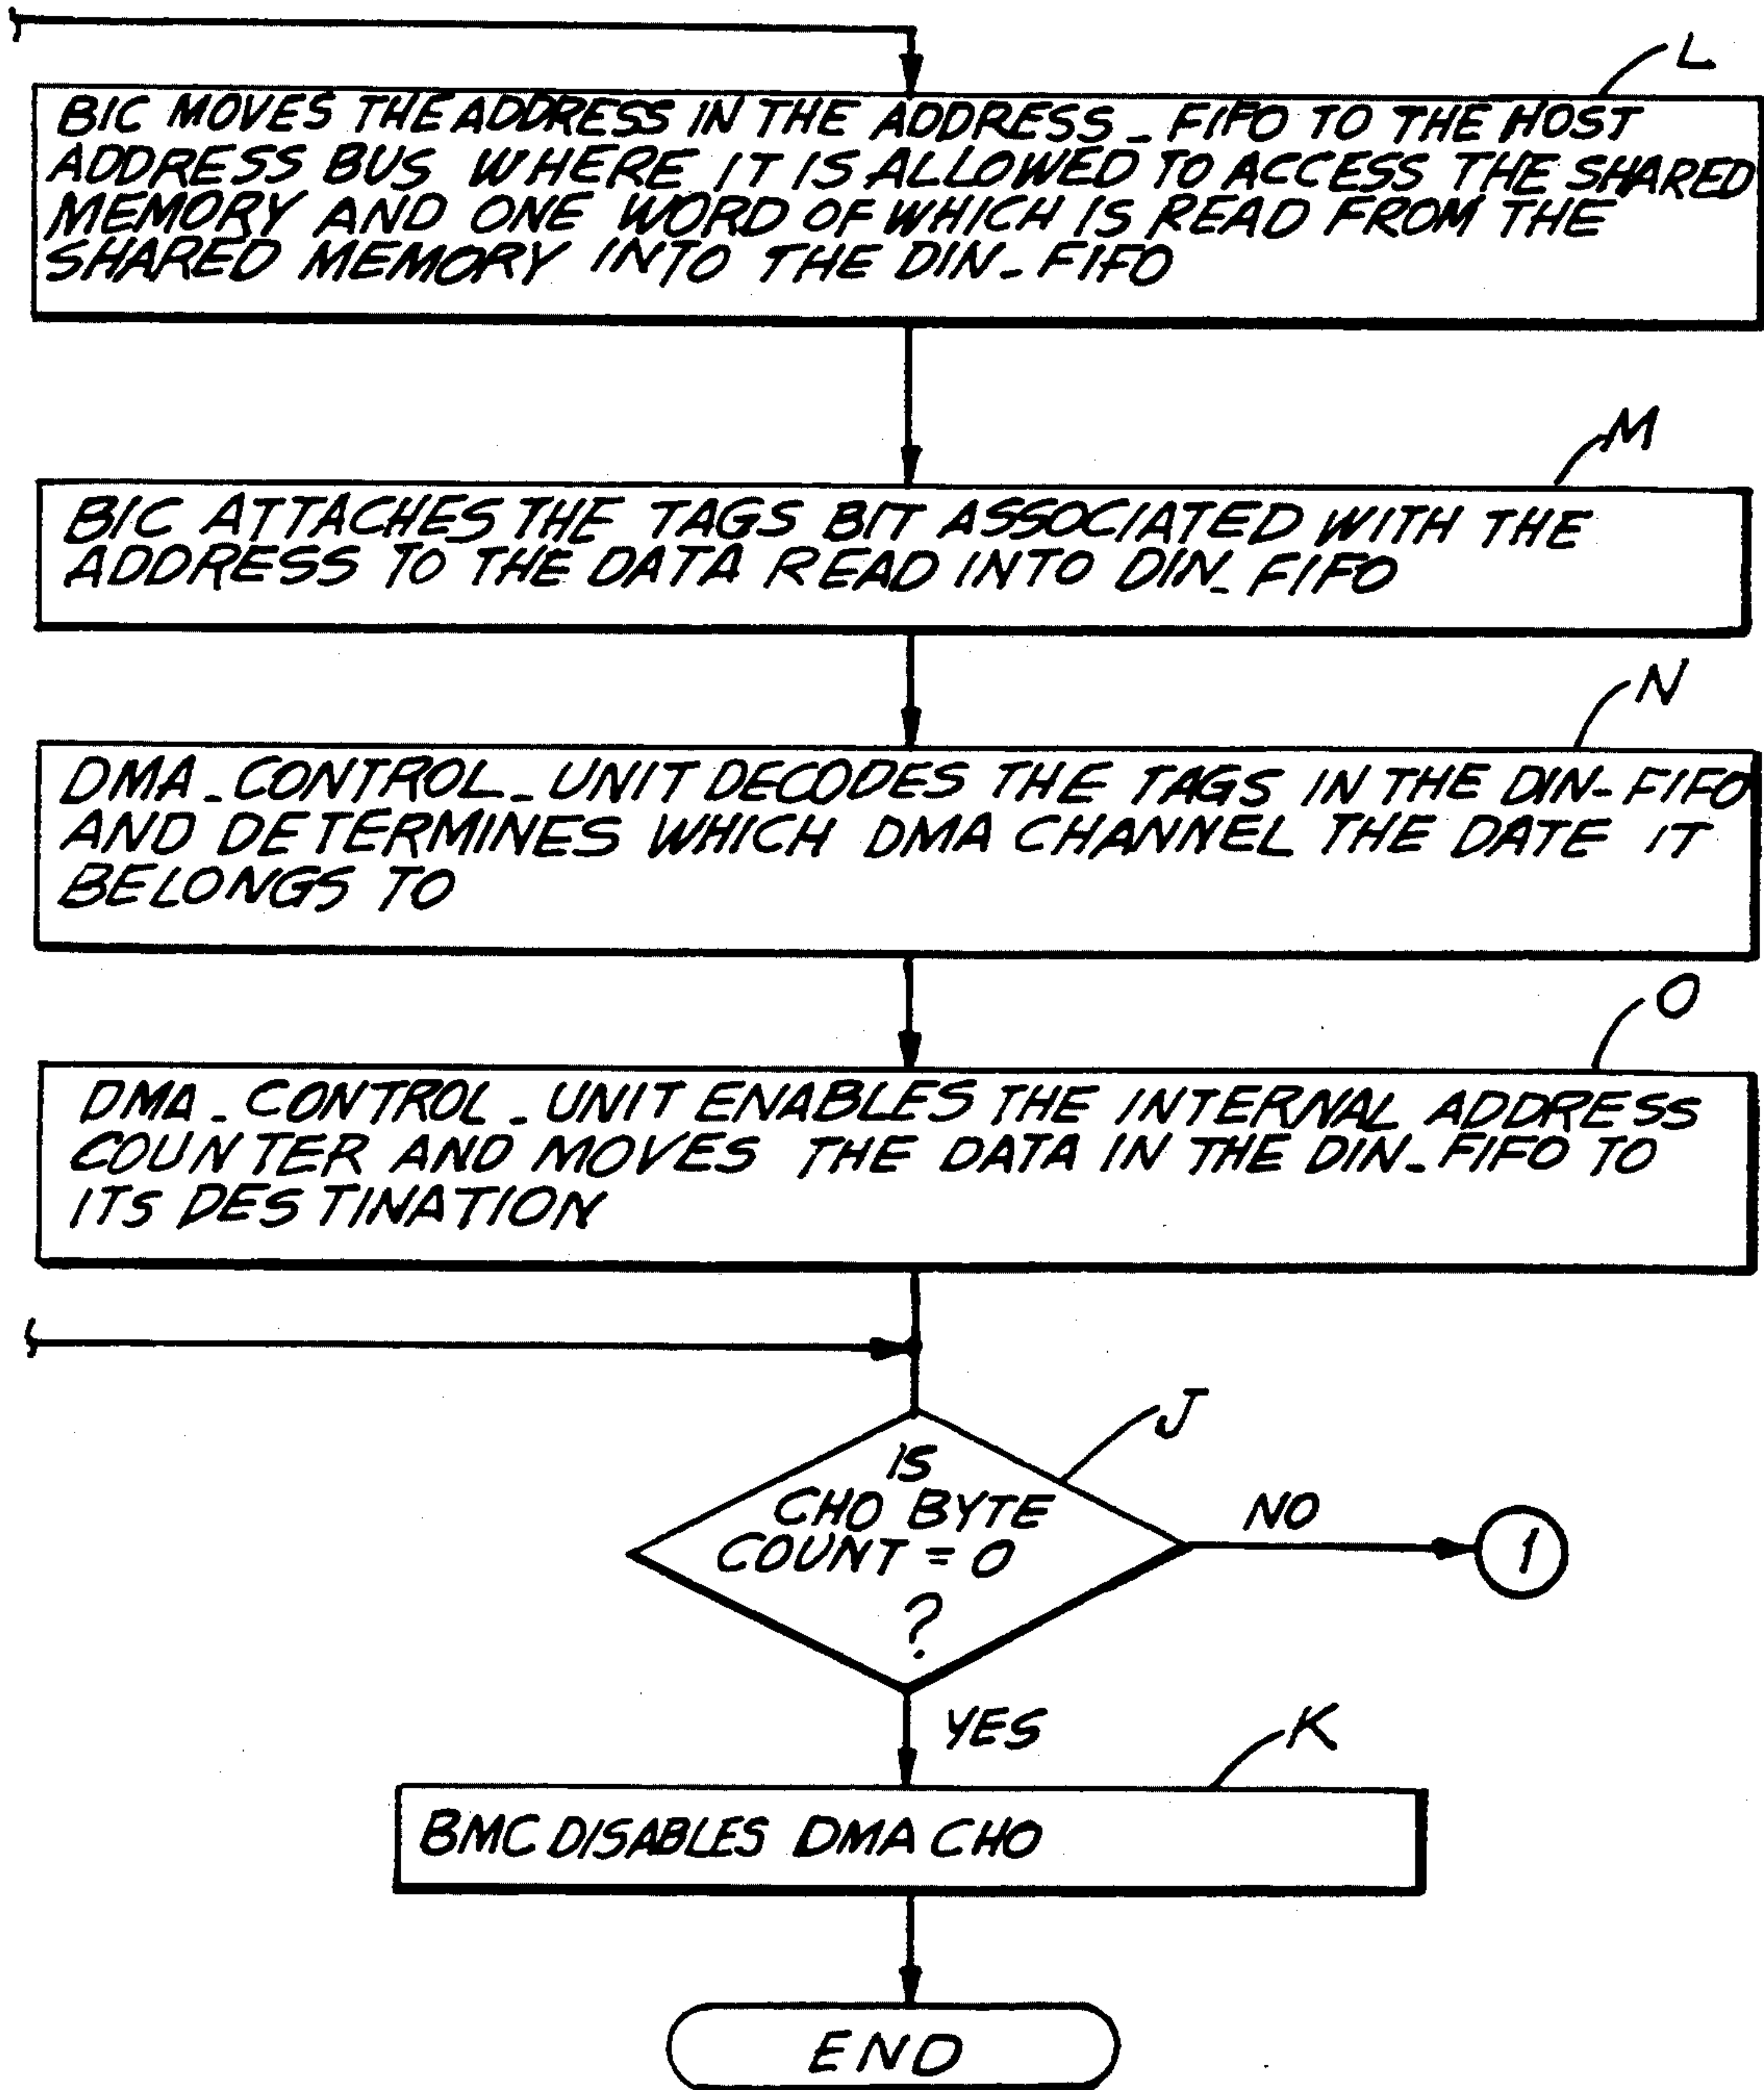 L
BIC MOVES THE ADDRESS IN THE ADDRESS_FIFO TO THE HOST
ADDRESS BUS WHERE IT IS ALLOWED TO ACCESS THE SHARED
MEMORY AND ONE WORD OF WHICH IS READ FROM THE
SHARED MEMORY INTO THE DIN_FIFO
M
BIC ATTACHES THE TAGS BIT ASSOCIATED WITH THE
ADDRESS TO THE DATA READ INTO DIN_FIFO
N
DMA_CONTROL_UNIT DECODES THE TAGS IN THE DIN_FIFO
AND DETERMINES WHICH DMA CHANNEL THE DATE IT
BELONGS TO
O
DMA_CONTROL_UNIT ENABLES THE INTERNAL ADDRESS
COUNTER AND MOVES THE DATA IN THE DIN_FIFO TO
ITS DESTINATION
J
IS
CH0 BYTE
COUNT = 0
?
NO
1
YES
K
BMC DISABLES DMA CH0
END